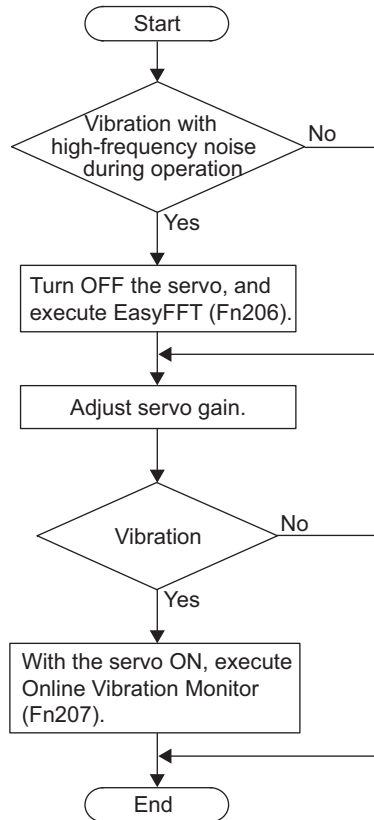 Start
Vibration with
high-frequency noise
during operation
No
Yes
Turn OFF the servo, and
execute EasyFFT (Fn206).
Adjust servo gain.
Vibration
No
Yes
With the servo ON, execute
Online Vibration Monitor
(Fn207).
End